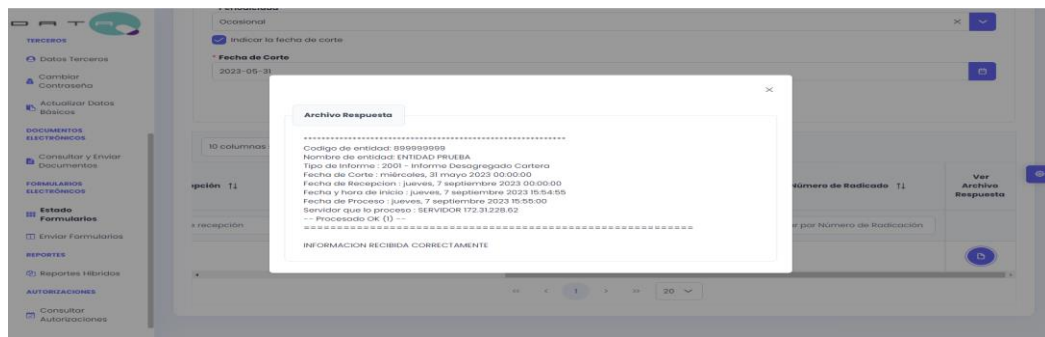 Periodicidad
DATA
Ocasional
TERCEROS
Indicar la fecha de corte
Datos Terceros
* Fecha de Corte
2023-05-31
Cambiar
Contraseña
Actualizar Datos
Básicos
DOCUMENTOS
ELECTRÓNICOS
Consultar y Enviar
Documentos
FORMULARIOS
ELECTRÓNICOS
Estado
Formularios
Enviar Formularios
REPORTES
Reportes Híbridos
AUTORIZACIONES
Consultar
Autorizaciones
10 columnas
Archivo Respuesta
************************************************************
Codigo de entidad: 899999999
Nombre de entidad: ENTIDAD PRUEBA
Tipo de Informe : 2001 - Informe Desagregado Cartera
Fecha de Corte : miércoles, 31 mayo 2023 00:00:00
Fecha de Recepcion : jueves, 7 septiembre 2023 00:00:00
Fecha y hora de inicio : jueves, 7 septiembre 2023 15:54:55
Fecha de Proceso : jueves, 7 septiembre 2023 15:55:00
Servidor que lo proceso : SERVIDOR 172.31.228.62
-- Procesado OK (1) --
============================================================
INFORMACION RECIBIDA CORRECTAMENTE
epción
Número de Radicado
Ver
Archivo
Respuesta
recepción
r por Número de Radicación
<< < 1 > >> 20